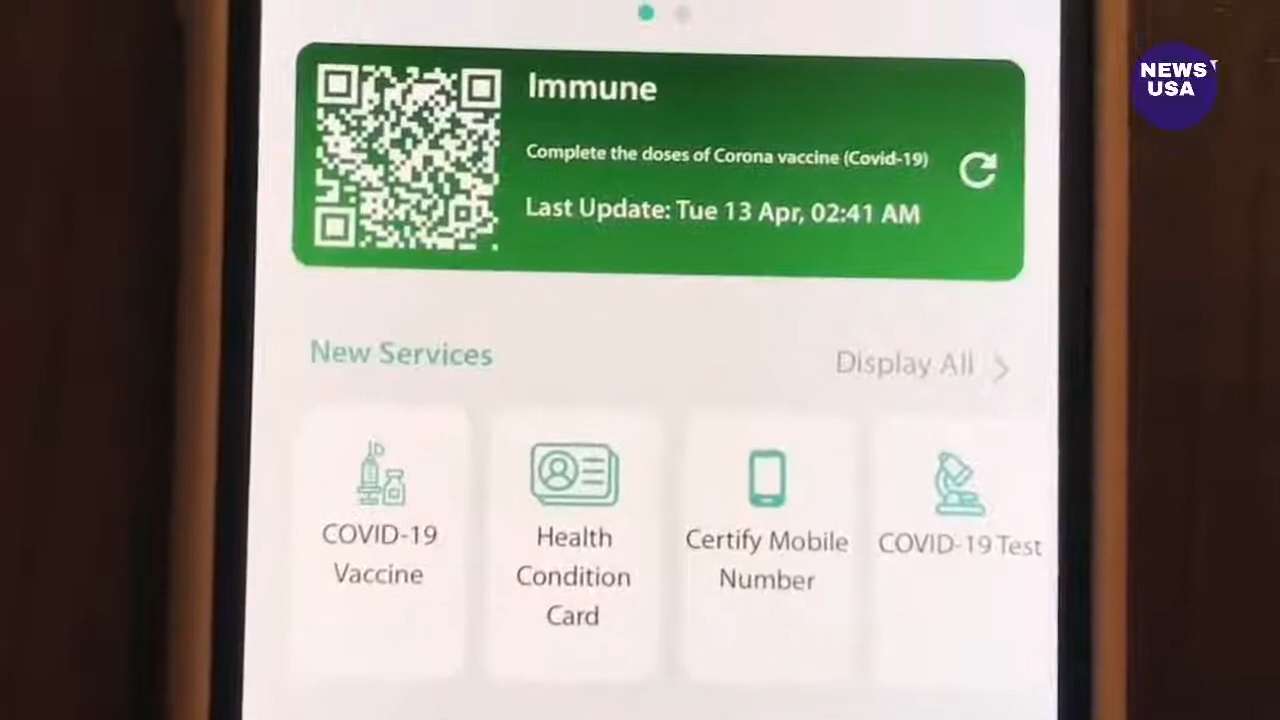 NEWS
USA
Immune
Complete the doses of Corona vaccine (Covid-19)
Last Update: Tue 13 Apr, 02:41 AM
New Services
Display All
COVID-19
Vaccine
Health
Condition
Card
Certify Mobile
Number
COVID-19 Test